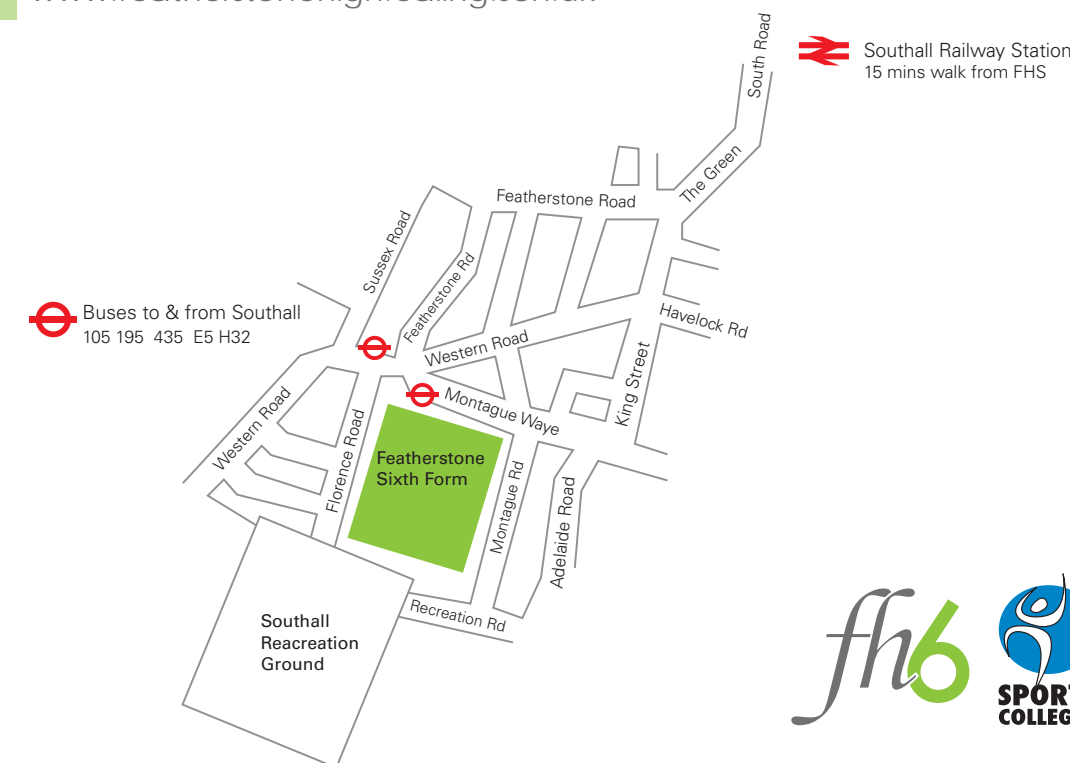 South Road
Southall Railway Station
15 mins walk from FHS
The Green
Featherstone Road
Sussex Road
Featherstone Rd
Buses to & from Southall
105 195 435 E5 H32
Havelock Rd
Western Road
King Street
Montague Waye
Western Road
Florence Road
Featherstone
Sixth Form
Montague Rd
Adelaide Road
Recreation Rd
Southall
Reacreation
Ground
fh6